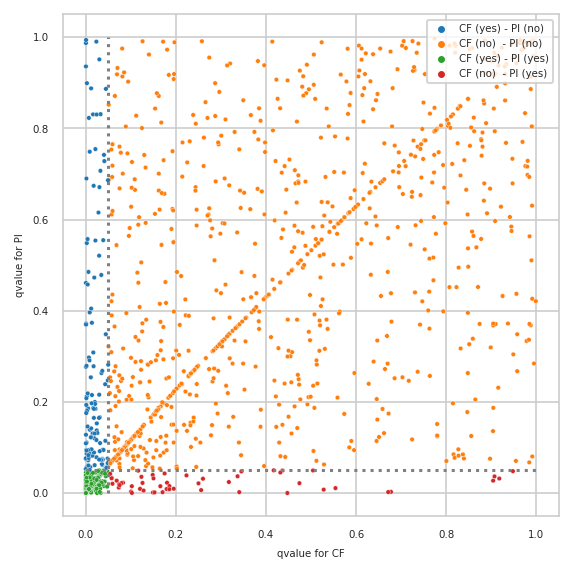 CF (yes) - PI (no)
CF (no) - PI(no)
CF (yes) - PI (yes)
CF (no) - PI (yes)
1.0
0.8
0.6
0.4
0.2
0.0
qvalue for PI
0.0 0.2 0.4 0.6 0.8 1.0
qvalue for CF